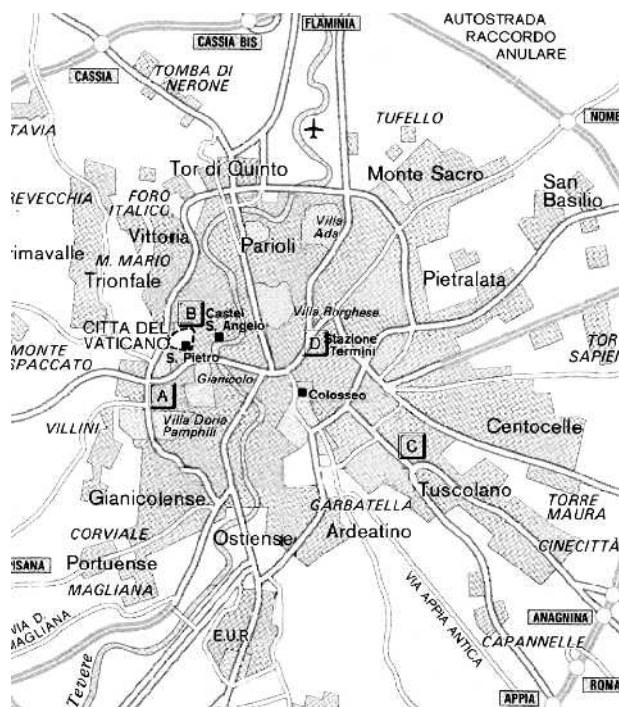 FLAMINIA
AUTOSTRADA
RACCORDO
ANULARE
CASSIA BIS
CASSIA
TOMBA DI
NERONE
TAVIA
TUFELLO
NOME
Tor di Quinto
Monte Sacro
San
Basilio
REVECCHIA
FORO
ITALICO
Villa
Ada
Vittoria
Parioli
rimavalle
M. MARIO
Trionfale
Pietralata
B
Castel
S. Angelo
Villa Borghese
CITTA DEL
VATICANO
D
Stazione
Termini
TOR
SAPIEN
MONTE
SPACCATO
S. Pietro
Gianicolo
Colosseo
A
VILLINI
Villa Doria
Pamphili
C
Centocelle
Gianicolense
Tuscolano
GARBATELLA
TORRE
MAURA
CORVIALE
Ostiense
Ardeatino
CINECITTÀ
PISANA
Portuense
MAGLIANA
VIA D.
MAGLIANA
VIA APPIA ANTICA
ANAGNINA
E.U.R.
CAPANNELLE
Tevere
ROMA
APPIA